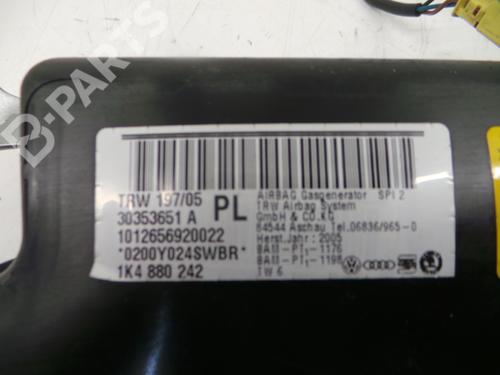 B-PARTS
TRW 197/05
30353651 A
PL
1012656920022
*0200Y024SWBR*
1K4 880 242
AIRBAG Gasgenerator SPI 2
TRW Airbag System
GmbH & CO.KG
84544 Aschau Tel.06836/965-0
Herst.Jahr: 2005
BAM-PT₁-1176
BAM-PT₁-1198
TW 6